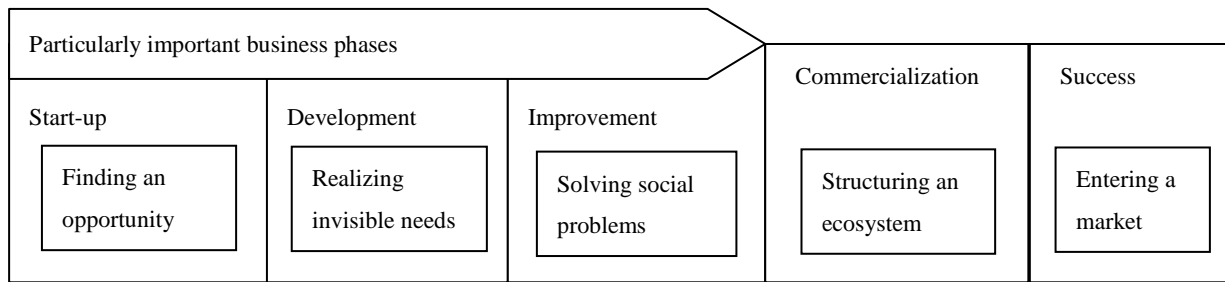 Particularly important business phases
Commercialization
Success
Start-up
Development
Improvement
Finding an
opportunity
Realizing
invisible needs
Solving social
problems
Structuring an
ecosystem
Entering a
market